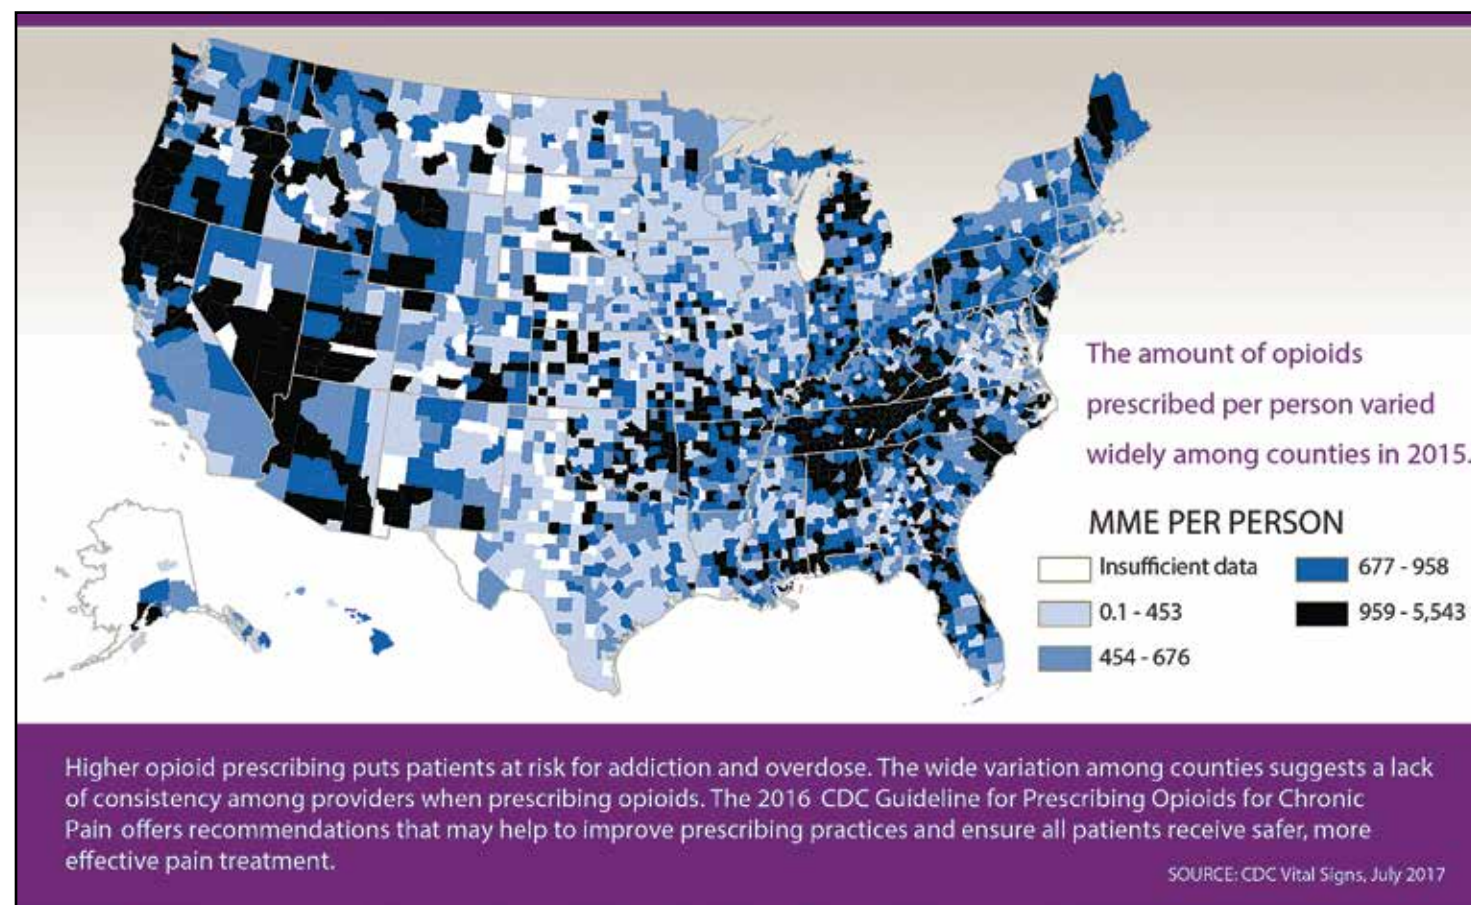 The amount of opioids
prescribed per person varied
widely among counties in 2015.
MME PER PERSON
Insufficient data
0.1 - 453
454 - 676
677 - 958
959 - 5,543
Higher opioid prescribing puts patients at risk for addiction and overdose. The wide variation among counties suggests a lack
of consistency among providers when prescribing opioids. The 2016 CDC Guideline for Prescribing Opioids for Chronic
Pain offers recommendations that may help to improve prescribing practices and ensure all patients receive safer, more
effective pain treatment.
SOURCE: CDC Vital Signs, July 2017